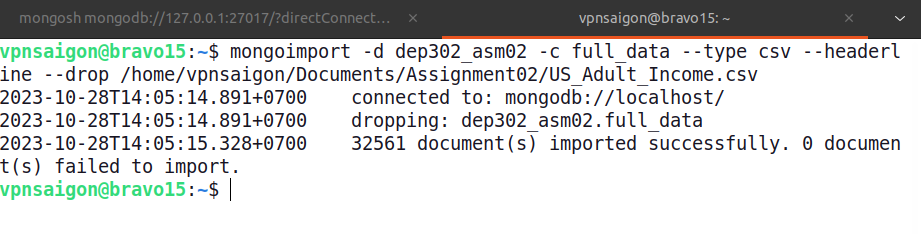 mongosh mongodb://127.0.0.1:27017/?directConnect... × vpnsaigon@bravo15: ~ ×
vpnsaigon@bravo15:~$ mongoimport -d dep302_asm02 -c full_data --type csv --headerl
ine --drop /home/vpnsaigon/Documents/Assignment02/US_Adult_Income.csv
2023-10-28T14:05:14.891+0700    connected to: mongodb://localhost/
2023-10-28T14:05:14.891+0700    dropping: dep302_asm02.full_data
2023-10-28T14:05:15.328+0700    32561 document(s) imported successfully. 0 documen
t(s) failed to import.
vpnsaigon@bravo15:~$